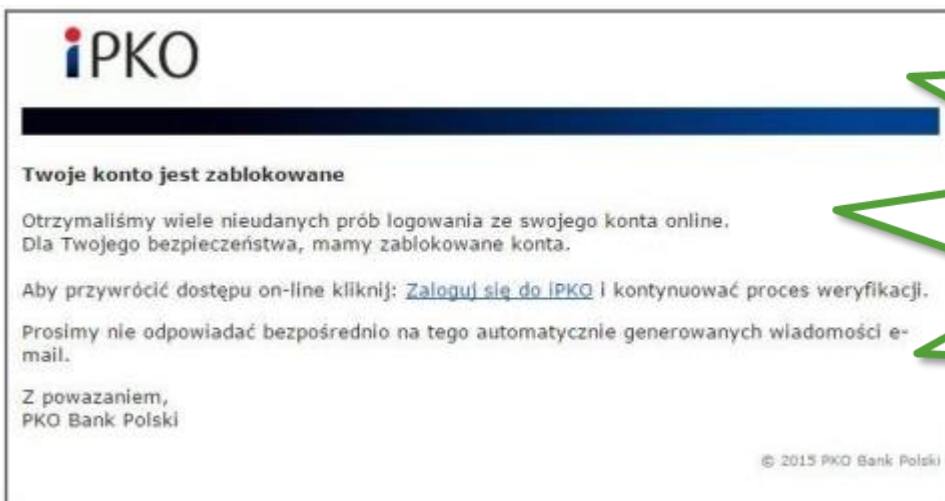 iPKO
Twoje konto jest zablokowane
Otrzymaliśmy wiele nieudanych prób logowania ze swojego konta online.
Dla Twojego bezpieczeństwa, mamy zablokowane konta.
Aby przywrócić dostępu on-line kliknij: Zaloguj się do iPKO i kontynuować proces weryfikacji.
Prosimy nie odpowiadać bezpośrednio na tego automatycznie generowanych wiadomości e-
mail.
Z powazaniem,
PKO Bank Polski
© 2015 PKO Bank Polski